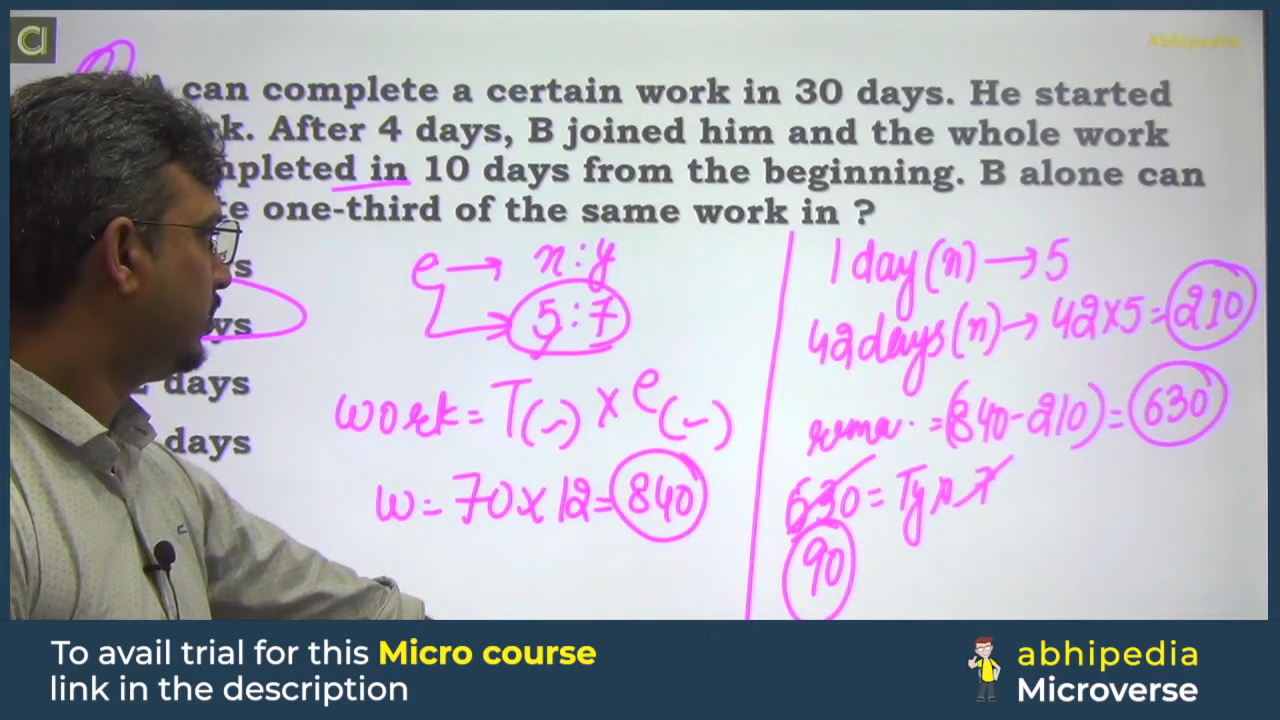 Abhipedia
A can complete a certain work in 30 days. He started
rk. After 4 days, B joined him and the whole work
mpleted in 10 days from the beginning. B alone can
te one-third of the same work in ?
e → x : y
5 : 7
work = T(~) × e(~)
w = 70 × 12 = 840
days
days
1 day (x) → 5
42 days (x) → 42 × 5 = 210
rema. = (840 - 210) = 630
630 = Ty × 7
90
To avail trial for this Micro course
link in the description
abhipedia
Microverse